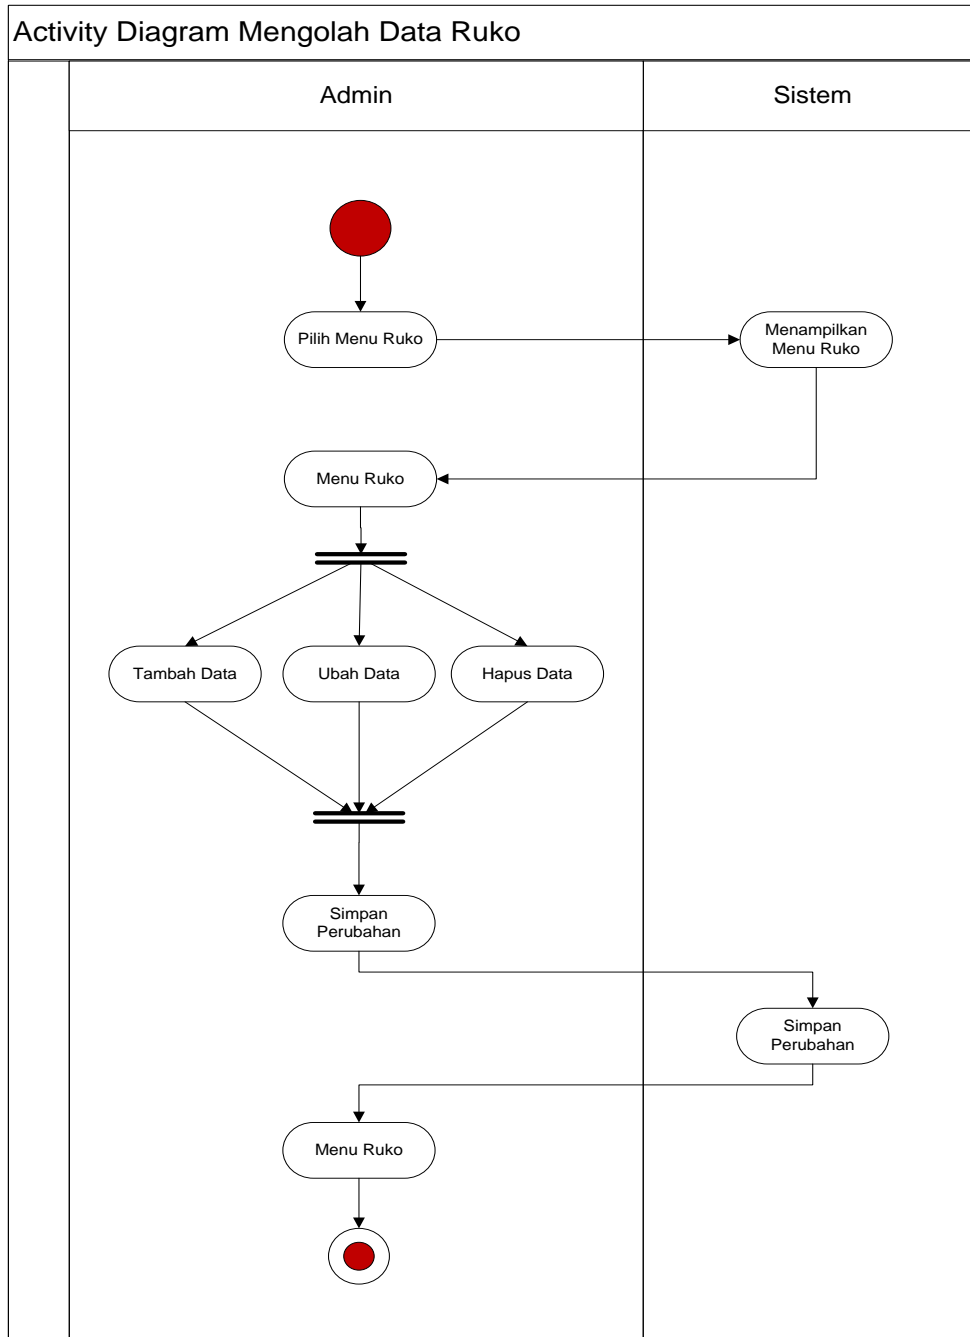 Activity Diagram Mengolah Data Ruko
Admin
Sistem
Pilih Menu Ruko
Menampilkan
Menu Ruko
Menu Ruko
Tambah Data
Ubah Data
Hapus Data
Simpan
Perubahan
Simpan
Perubahan
Menu Ruko